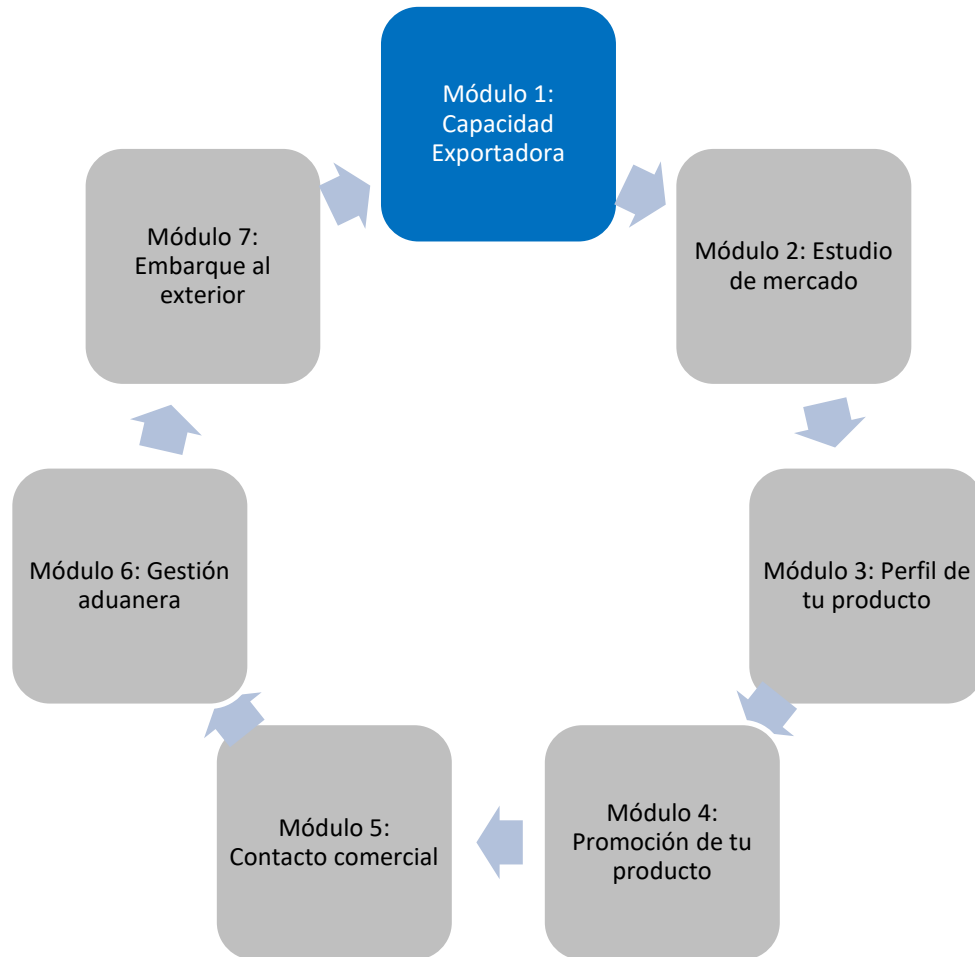 Módulo 1:
Capacidad
Exportadora
Módulo 2: Estudio
de mercado
Módulo 3: Perfil de
tu producto
Módulo 4:
Promoción de tu
producto
Módulo 5:
Contacto comercial
Módulo 6: Gestión
aduanera
Módulo 7:
Embarque al
exterior